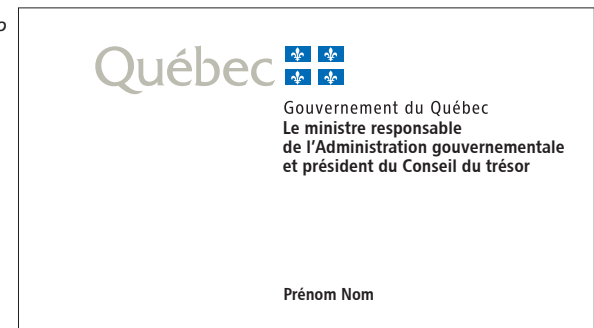 Québec
Gouvernement du Québec
Le ministre responsable
de l’Administration gouvernementale
et président du Conseil du trésor
Prénom Nom